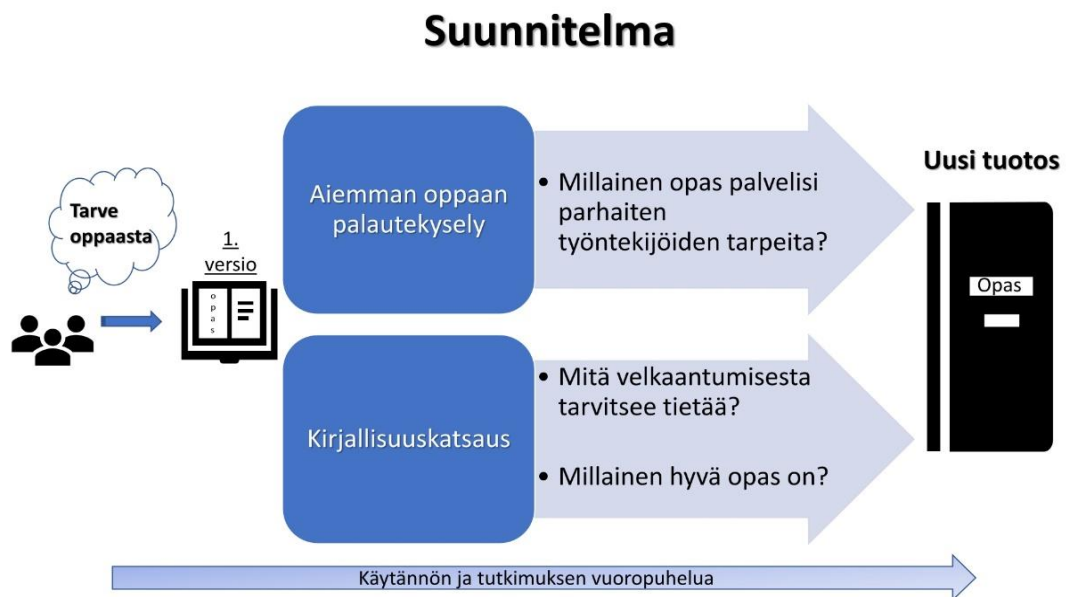 Suunnitelma
Tarve
oppaasta
1.
versio
o
p
a
s
Aiemman oppaan
palautekysely
• Millainen opas palvelisi
parhaiten
työntekijöiden tarpeita?
Kirjallisuuskatsaus
• Mitä velkaantumisesta
tarvitsee tietää?
• Millainen hyvä opas on?
Uusi tuotos
Opas
Käytännön ja tutkimuksen vuoropuhelua